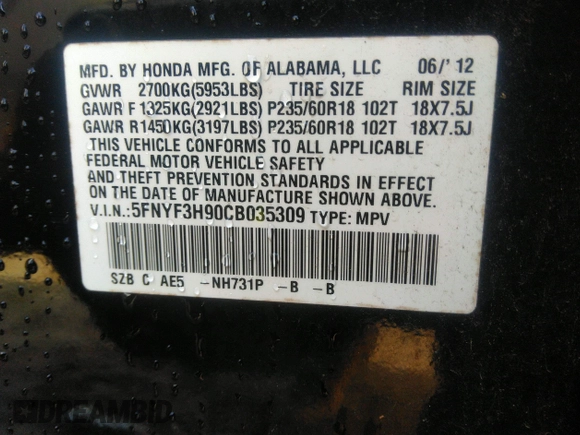 MFD. BY HONDA MFG. OF ALABAMA, LLC 06/'12
GVWR 2700KG(5953LBS) TIRE SIZE RIM SIZE
GAWR F 1325KG(2921LBS) P235/60R18 102T 18X7.5J
GAWR R1450KG(3197LBS) P235/60R18 102T 18X7.5J
THIS VEHICLE CONFORMS TO ALL APPLICABLE
FEDERAL MOTOR VEHICLE SAFETY
AND THEFT PREVENTION STANDARDS IN EFFECT
ON THE DATE OF MANUFACTURE SHOWN ABOVE.
V.I.N.:5FNYF3H90CB035309 TYPE: MPV
SZB C AE5 -NH731P -B -B
DREAMBID